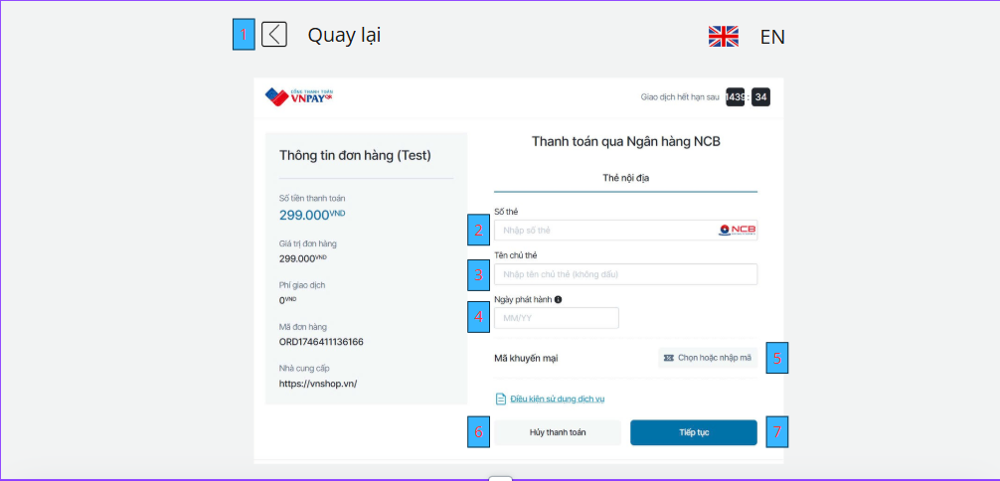 1 Quay lại EN
CỔNG THANH TOÁN
VNPAYQR
Giao dịch hết hạn sau 1439 : 34
Thông tin đơn hàng (Test)
Số tiền thanh toán
299.000VND
Giá trị đơn hàng
299.000VND
Phí giao dịch
0VND
Mã đơn hàng
ORD1746411136166
Nhà cung cấp
https://vnshop.vn/
Thanh toán qua Ngân hàng NCB
Thẻ nội địa
Số thẻ
2 Nhập số thẻ NCB
Tên chủ thẻ
3 Nhập tên chủ thẻ (không dấu)
Ngày phát hành
4 MM/YY
Mã khuyến mại Chọn hoặc nhập mã 5
Điều kiện sử dụng dịch vụ
6 Hủy thanh toán Tiếp tục 7